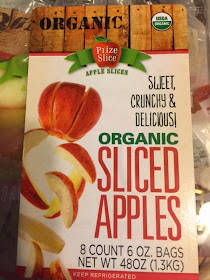 ORGANIC
USDA
ORGANIC
Prize
Slice
APPLE SLICES
SWEET,
CRUNCHY &
DELICIOUS!
ORGANIC
SLICED
APPLES
8 COUNT 6 OZ. BAGS
NET WT 48OZ (1.3KG)
KEEP REFRIGERATED